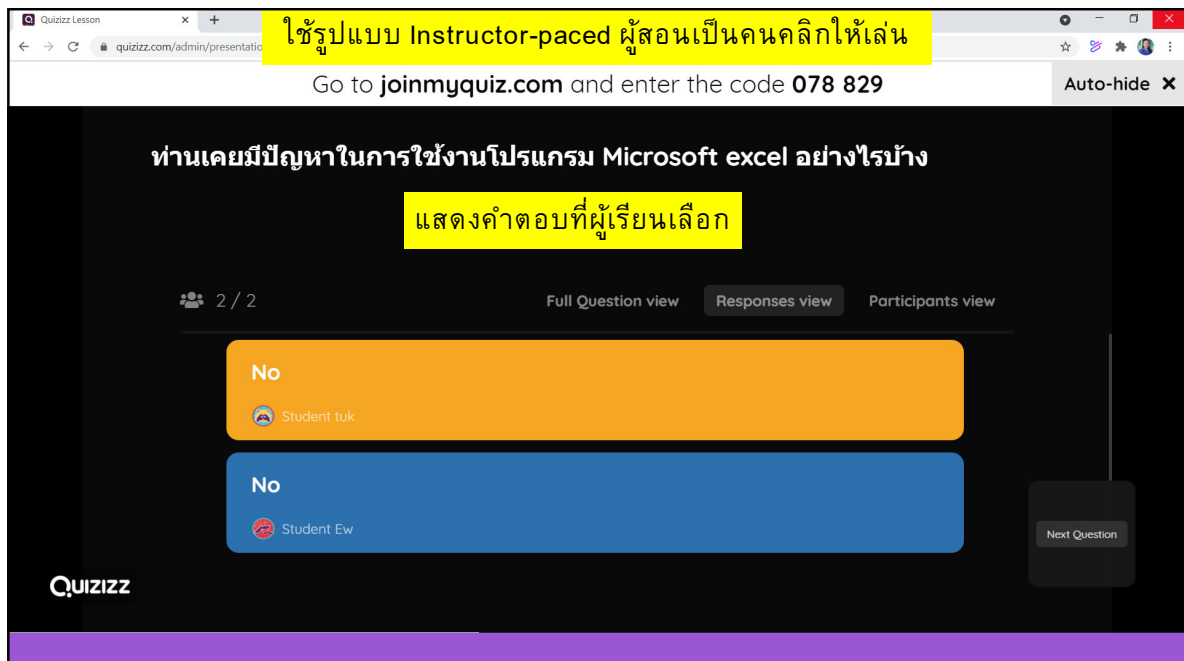 Quizizz Lesson
ใช้รูปแบบ Instructor-paced ผู้สอนเป็นคนคลิกให้เล่น
quizizz.com/admin/presentatio
Go to joinmyquiz.com and enter the code 078 829
Auto-hide
ท่านเคยมีปัญหาในการใช้งานโปรแกรม Microsoft excel อย่างไรบ้าง
แสดงคำตอบที่ผู้เรียนเลือก
2 / 2
Full Question view
Responses view
Participants view
No
Student tuk
No
Student Ew
Next Question
Quizizz